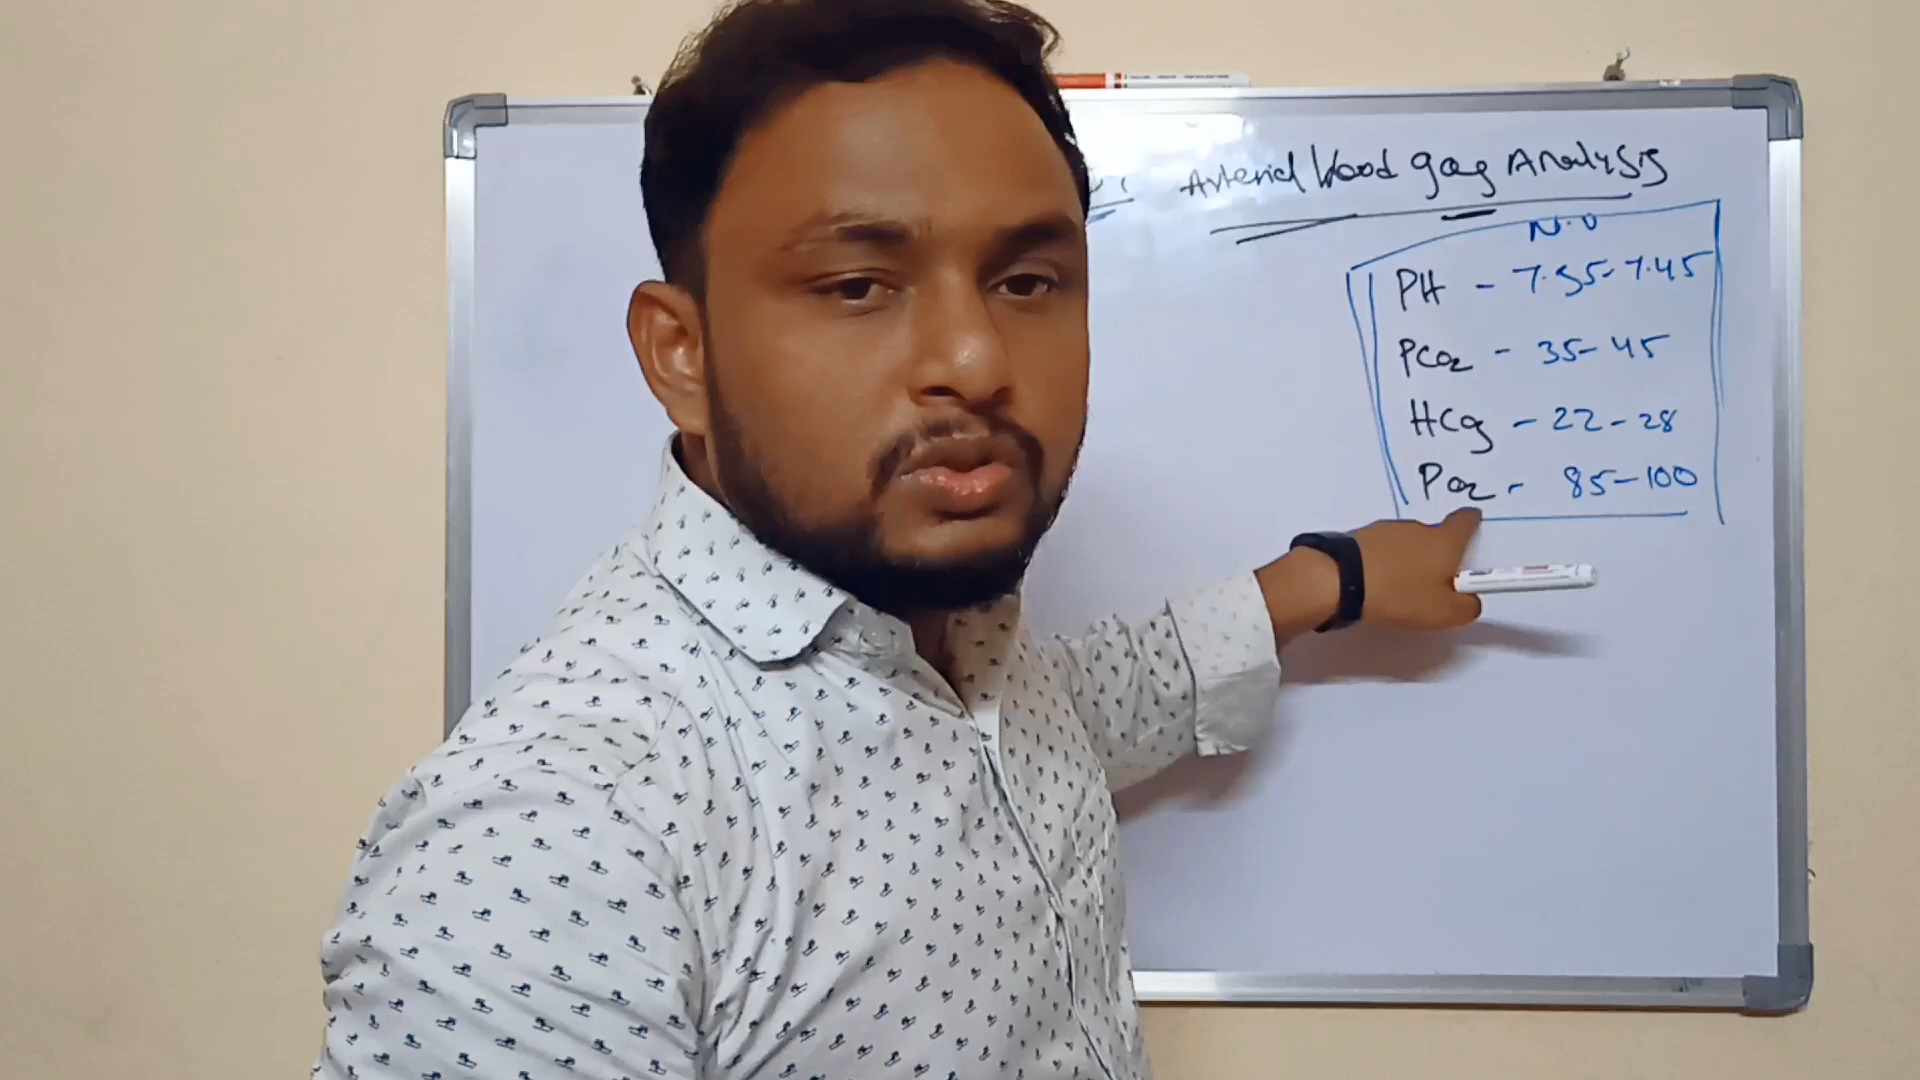 Arterial blood gas Analysis
N.V
PH - 7.35-7.45
PCO2 - 35-45
HCO3 - 22-28
PO2 - 85-100